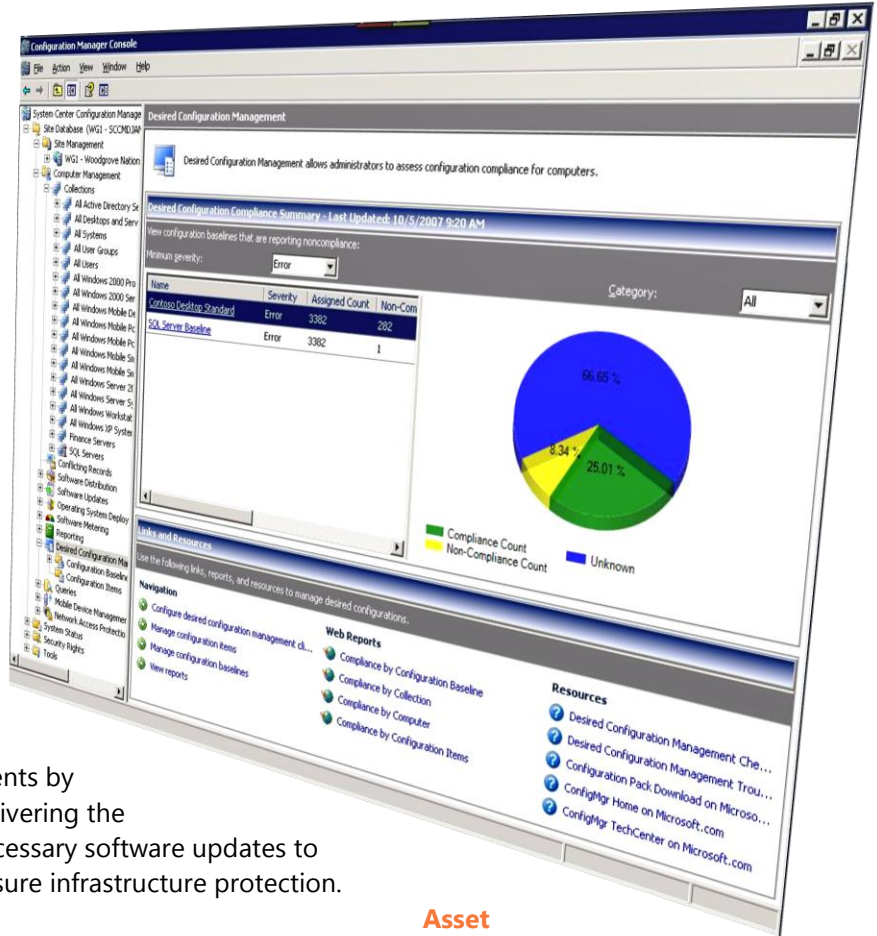 Configuration Manager Console
File Action View Window Help
System Center Configuration Manage
Site Database (WG1 - SCCMDJAN
Site Management
WG1 - Woodgrove Nation
Computer Management
Collections
All Active Directory Se
All Desktops and Serv
All Systems
All User Groups
All Users
All Windows 2000 Pro
All Windows 2000 Ser
All Windows Mobile De
All Windows Mobile Pc
All Windows Mobile Pc
All Windows Mobile Sm
All Windows Mobile Sm
All Windows Server 20
All Windows Server Sy
All Windows Workstat
All Windows XP System
Finance Servers
SQL Servers
Conflicting Records
Software Distribution
Software Updates
Operating System Deploy
Software Metering
Reporting
Desired Configuration Man
Configuration Baseline
Configuration Items
Queries
Mobile Device Managemen
Network Access Protectio
System Status
Security Rights
Tools
Desired Configuration Management
Desired Configuration Management allows administrators to assess configuration compliance for computers.
Desired Configuration Compliance Summary - Last Updated: 10/5/2007 9:20 AM
View configuration baselines that are reporting noncompliance:
Minimum severity: Error
Category: All
Name Severity Assigned Count Non-Com
Contoso Desktop Standard Error 3382 282
SQL Server Baseline Error 3382 1
66.65 %
8.34 %
25.01 %
Compliance Count
Non-Compliance Count
Unknown
Links and Resources
Use the following links, reports, and resources to manage desired configurations.
Navigation
Configure desired configuration management cli...
Manage configuration items
Manage configuration baselines
View reports
Web Reports
Compliance by Configuration Baseline
Compliance by Collection
Compliance by Computer
Compliance by Configuration Items
Resources
Desired Configuration Management Che...
Desired Configuration Management Trou...
Configuration Pack Download on Microso...
ConfigMgr Home on Microsoft.com
ConfigMgr TechCenter on Microsoft.com
ents by
ivering the
cessary software updates to
sure infrastructure protection.
Asset